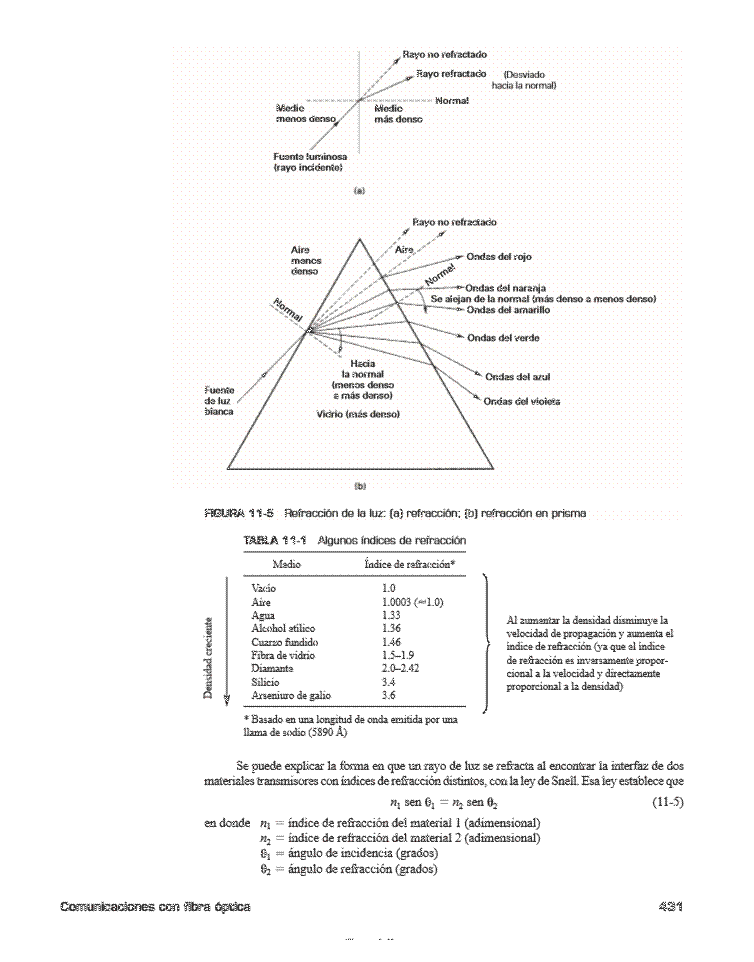 Rayo no refractado
Rayo refractado (Desviado
hacia la normal)
Normal
Medio
menos denso
Medio
más denso
Fuente luminosa
(rayo incidente)
(a)
Rayo no refractado
Aire
menos
denso
Aire
Ondas del rojo
Normal
Ondas del naranja
Se alejan de la normal (más denso a menos denso)
Ondas del amarillo
Normal
Ondas del verde
Hacia
la normal
(menos denso
a más denso)
Ondas del azul
Fuente
de luz
blanca
Ondas del violeta
Vidrio (más denso)
(b)
FIGURA 11-5 Refracción de la luz: (a) refracción; (b) refracción en prisma
TABLA 11-1 Algunos índices de refracción
Medio Índice de refracción*
Vacío 1.0
Aire 1.0003 (≈1.0)
Agua 1.33
Alcohol etílico 1.36
Cuarzo fundido 1.46
Fibra de vidrio 1.5–1.9
Diamante 2.0–2.42
Silicio 3.4
Arseniuro de galio 3.6
Densidad creciente
Al aumentar la densidad disminuye la
velocidad de propagación y aumenta el
índice de refracción (ya que el índice
de refracción es inversamente propor-
cional a la velocidad y directamente
proporcional a la densidad)
* Basado en una longitud de onda emitida por una
llama de sodio (5890 Å)
Se puede explicar la forma en que un rayo de luz se refracta al encontrar la interfaz de dos
materiales transmisores con índices de refracción distintos, con la ley de Snell. Esa ley establece que
n₁ sen θ₁ = n₂ sen θ₂ (11-5)
en donde n₁ = índice de refracción del material 1 (adimensional)
n₂ = índice de refracción del material 2 (adimensional)
θ₁ = ángulo de incidencia (grados)
θ₂ = ángulo de refracción (grados)
Comunicaciones con fibra óptica 431